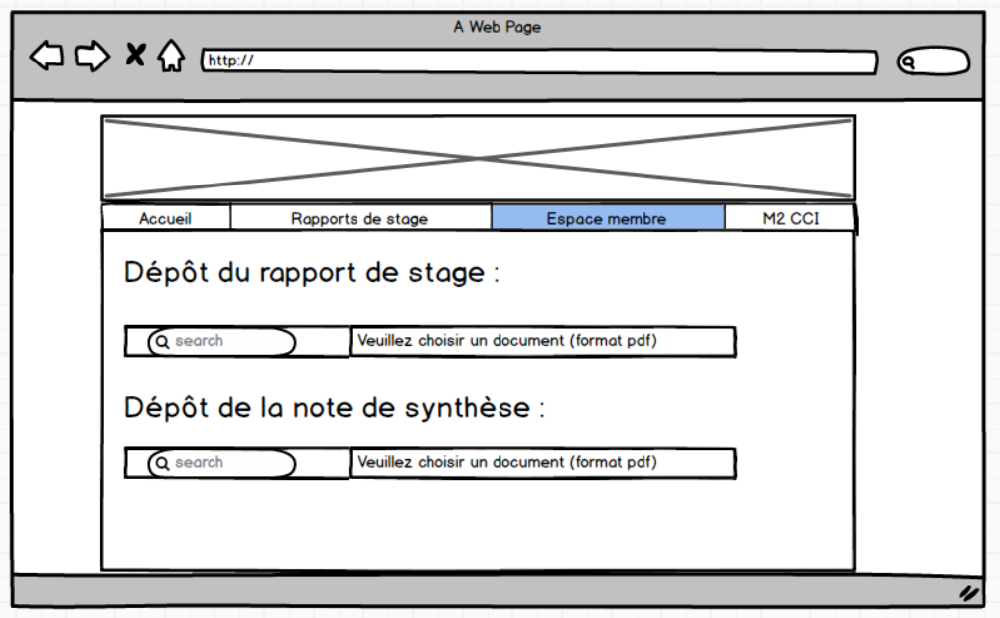 A Web Page
http://
Accueil Rapports de stage Espace membre M2 CCI
Dépôt du rapport de stage :
search Veuillez choisir un document (format pdf)
Dépôt de la note de synthèse :
search Veuillez choisir un document (format pdf)